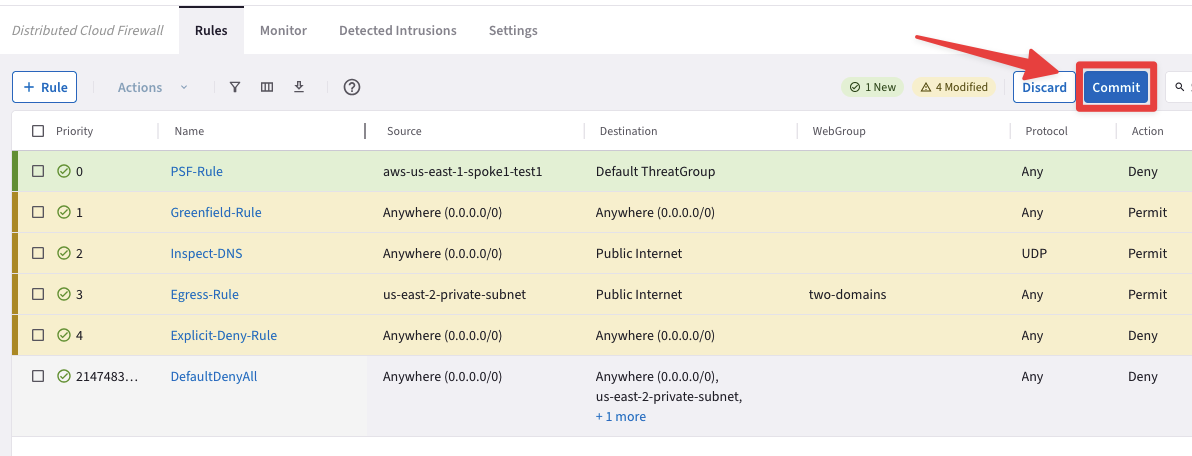 Distributed Cloud Firewall Rules Monitor Detected Intrusions Settings
+ Rule Actions 1 New 4 Modified Discard Commit
Priority Name Source Destination WebGroup Protocol Action
0 PSF-Rule aws-us-east-1-spoke1-test1 Default ThreatGroup Any Deny
1 Greenfield-Rule Anywhere (0.0.0.0/0) Anywhere (0.0.0.0/0) Any Permit
2 Inspect-DNS Anywhere (0.0.0.0/0) Public Internet UDP Permit
3 Egress-Rule us-east-2-private-subnet Public Internet two-domains Any Permit
4 Explicit-Deny-Rule Anywhere (0.0.0.0/0) Anywhere (0.0.0.0/0) Any Deny
2147483... DefaultDenyAll Anywhere (0.0.0.0/0) Anywhere (0.0.0.0/0), Any Deny
us-east-2-private-subnet,
+ 1 more